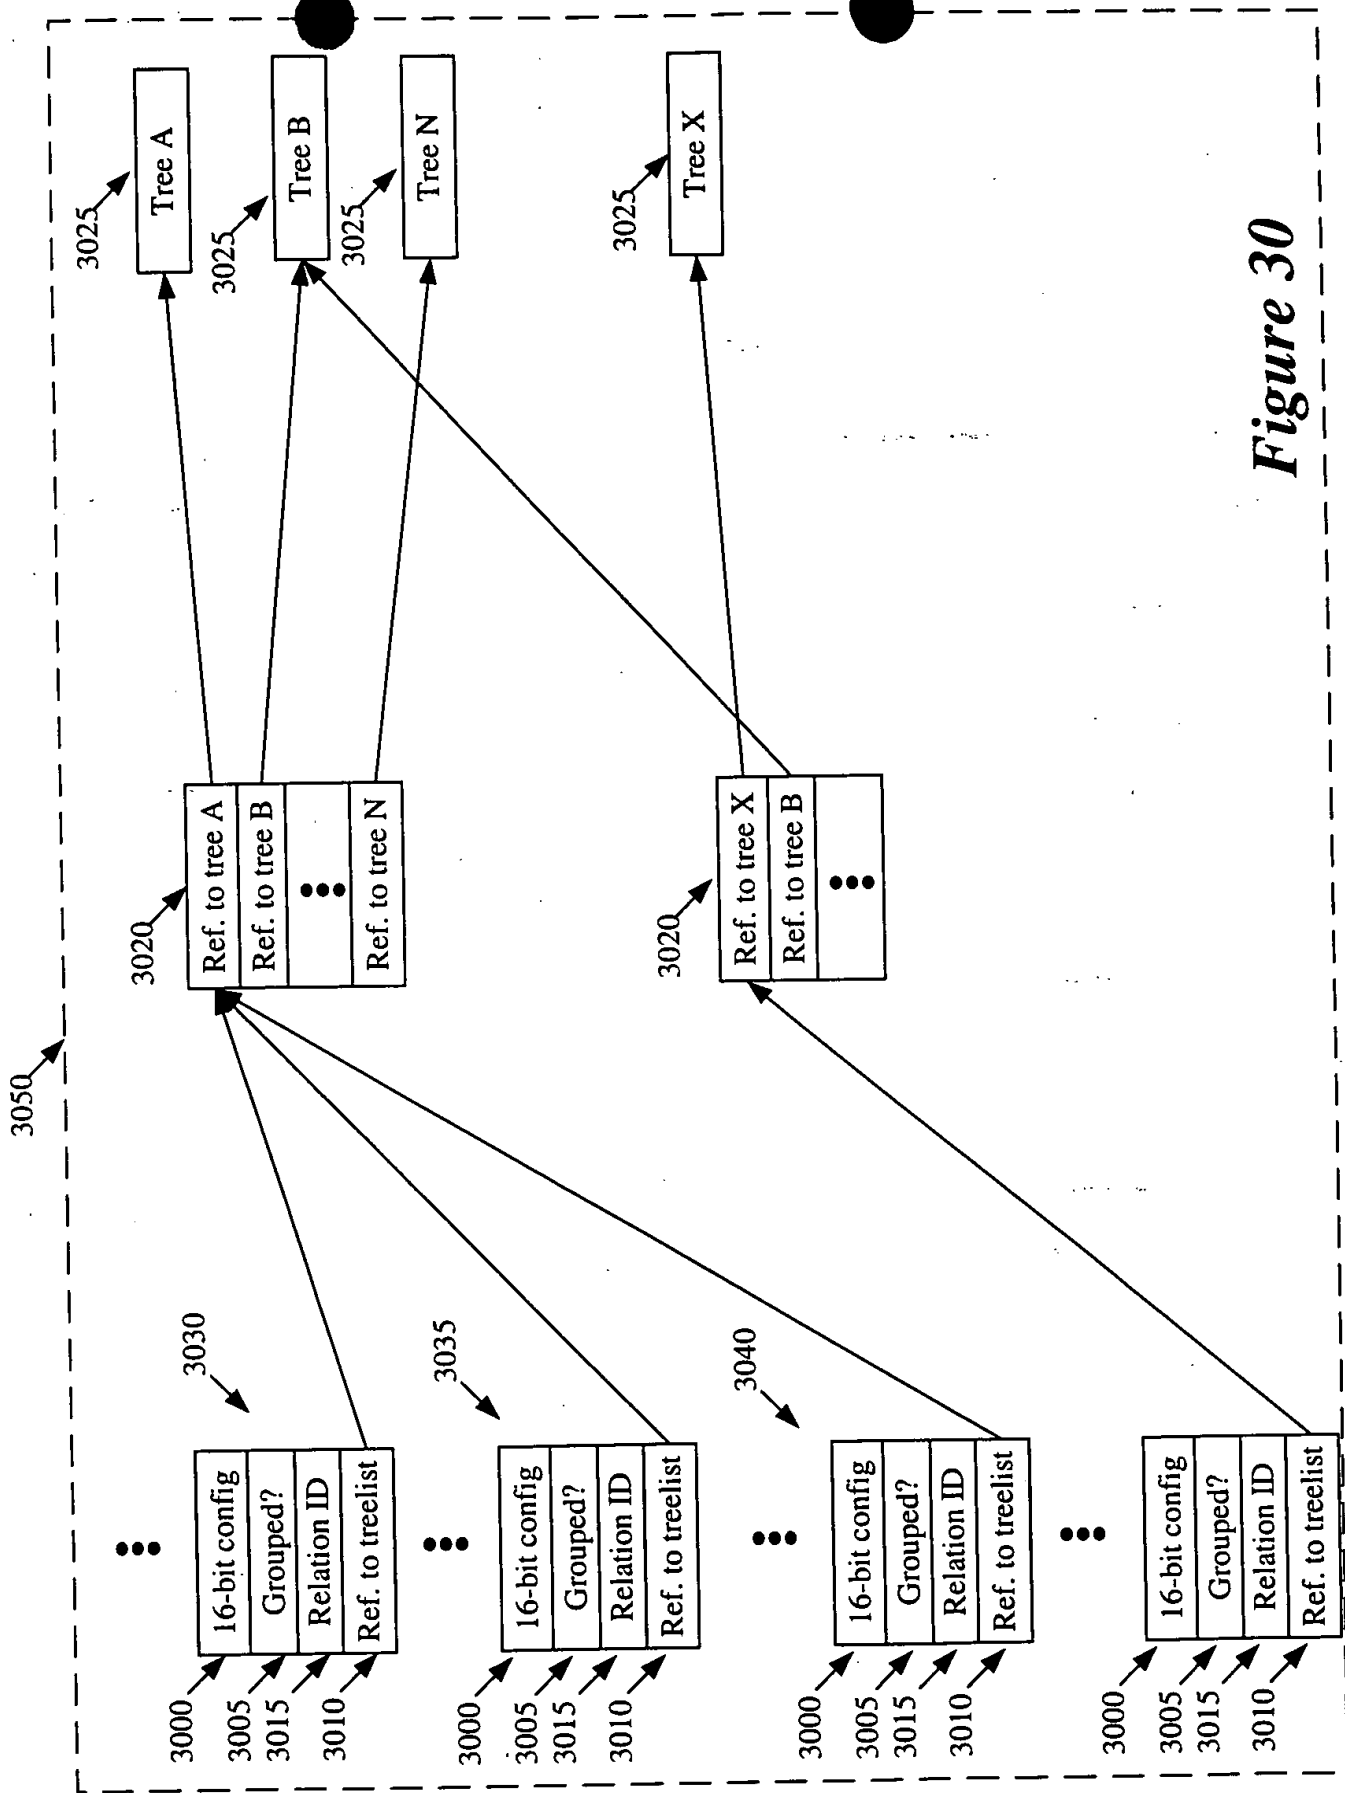 3050
3030
3000
16-bit config
3005
Grouped?
3015
Relation ID
3010
Ref. to treelist
3035
3000
16-bit config
3005
Grouped?
3015
Relation ID
3010
Ref. to treelist
3040
3000
16-bit config
3005
Grouped?
3015
Relation ID
3010
Ref. to treelist
3000
16-bit config
3005
Grouped?
3015
Relation ID
3010
Ref. to treelist
3020
Ref. to tree A
Ref. to tree B
Ref. to tree N
3020
Ref. to tree X
Ref. to tree B
3025
Tree A
3025
Tree B
3025
Tree N
3025
Tree X
Figure 30